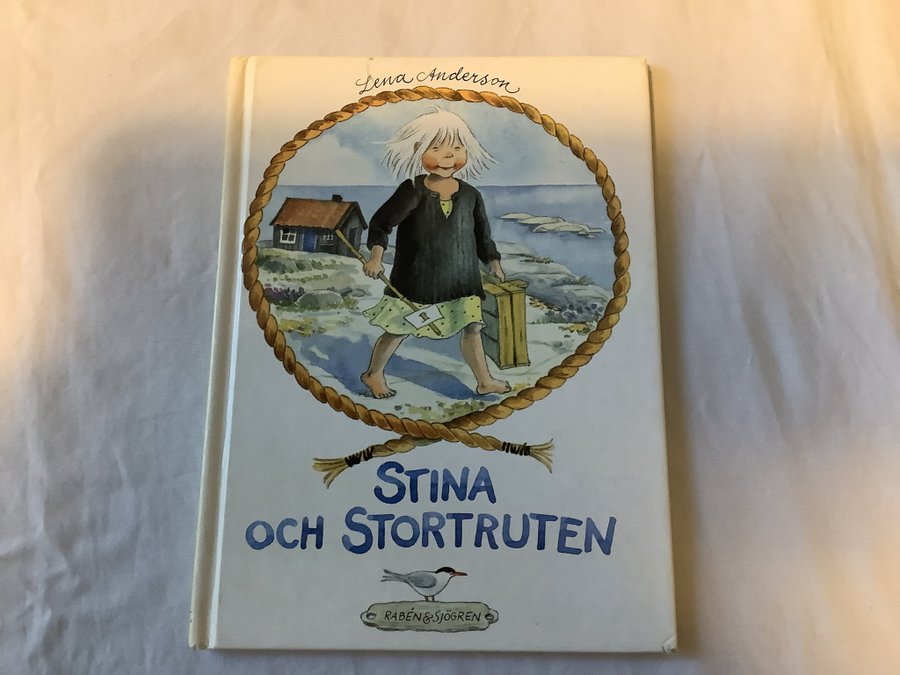 Lena Anderson
STINA
OCH STORTRUTEN
RABÉN & SJÖGREN